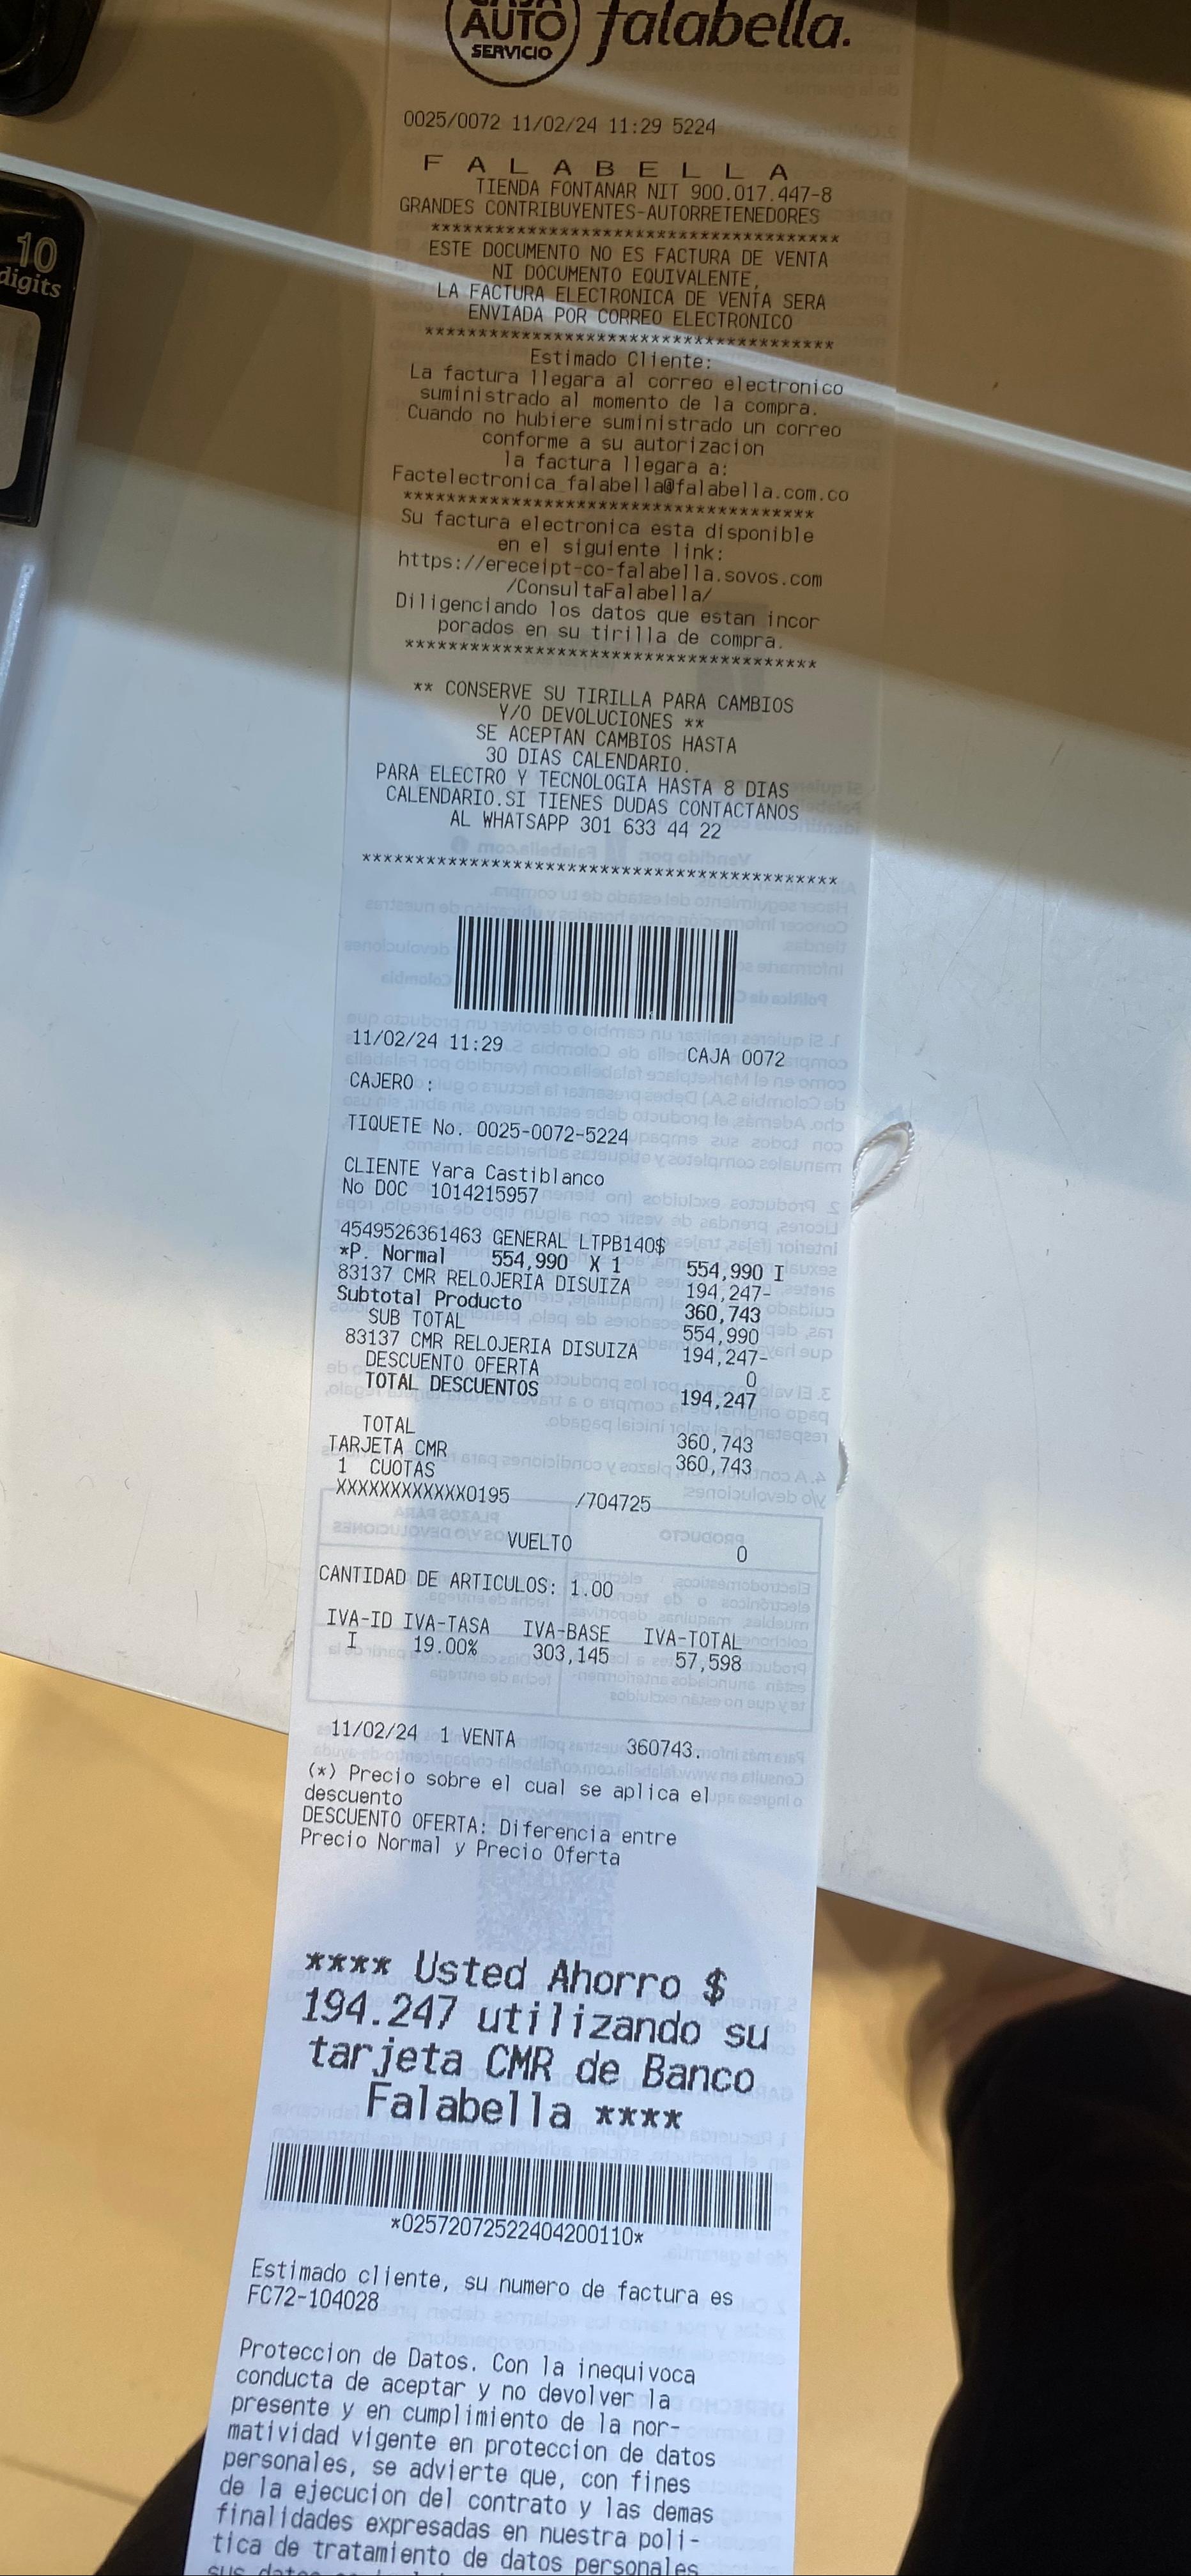 CAJA
AUTO
SERVICIO
falabella.
10
digits
0025/0072 11/02/24 11:29 5224
F A L A B E L L A
TIENDA FONTANAR NIT 900.017.447-8
GRANDES CONTRIBUYENTES-AUTORRETENEDORES
**************************************
ESTE DOCUMENTO NO ES FACTURA DE VENTA
NI DOCUMENTO EQUIVALENTE,
LA FACTURA ELECTRONICA DE VENTA SERA
ENVIADA POR CORREO ELECTRONICO
**************************************
Estimado Cliente:
La factura llegara al correo electronico
suministrado al momento de la compra.
Cuando no hubiere suministrado un correo
conforme a su autorizacion
la factura llegara a:
Factelectronica_falabella@falabella.com.co
**************************************
Su factura electronica esta disponible
en el siguiente link:
https://ereceipt-co-falabella.sovos.com
/ConsultaFalabella/
Diligenciando los datos que estan incor
porados en su tirilla de compra.
**************************************
** CONSERVE SU TIRILLA PARA CAMBIOS
Y/O DEVOLUCIONES **
SE ACEPTAN CAMBIOS HASTA
30 DIAS CALENDARIO.
PARA ELECTRO Y TECNOLOGIA HASTA 8 DIAS
CALENDARIO.SI TIENES DUDAS CONTACTANOS
AL WHATSAPP 301 633 44 22
********************************************
11/02/24 11:29 CAJA 0072
CAJERO :
TIQUETE No. 0025-0072-5224
CLIENTE Yara Castiblanco
No DOC 1014215957
4549526361463 GENERAL LTPB140$
*P. Normal 554,990 X 1 554,990 I
83137 CMR RELOJERIA DISUIZA 194,247-
Subtotal Producto 360,743
SUB TOTAL 554,990
83137 CMR RELOJERIA DISUIZA 194,247-
DESCUENTO OFERTA 0
TOTAL DESCUENTOS 194,247
TOTAL 360,743
TARJETA CMR 360,743
1 CUOTAS
XXXXXXXXXXXX0195 /704725
VUELTO 0
CANTIDAD DE ARTICULOS: 1.00
IVA-ID IVA-TASA IVA-BASE IVA-TOTAL
I 19.00% 303,145 57,598
11/02/24 1 VENTA 360743.
(*) Precio sobre el cual se aplica el
descuento
DESCUENTO OFERTA: Diferencia entre
Precio Normal y Precio Oferta
**** Usted Ahorro $
194.247 utilizando su
tarjeta CMR de Banco
Falabella ****
*02572072522404200110*
Estimado cliente, su numero de factura es
FC72-104028
Proteccion de Datos. Con la inequivoca
conducta de aceptar y no devolver la
presente y en cumplimiento de la nor-
matividad vigente en proteccion de datos
personales, se advierte que, con fines
de la ejecucion del contrato y las demas
finalidades expresadas en nuestra poli-
tica de tratamiento de datos personales